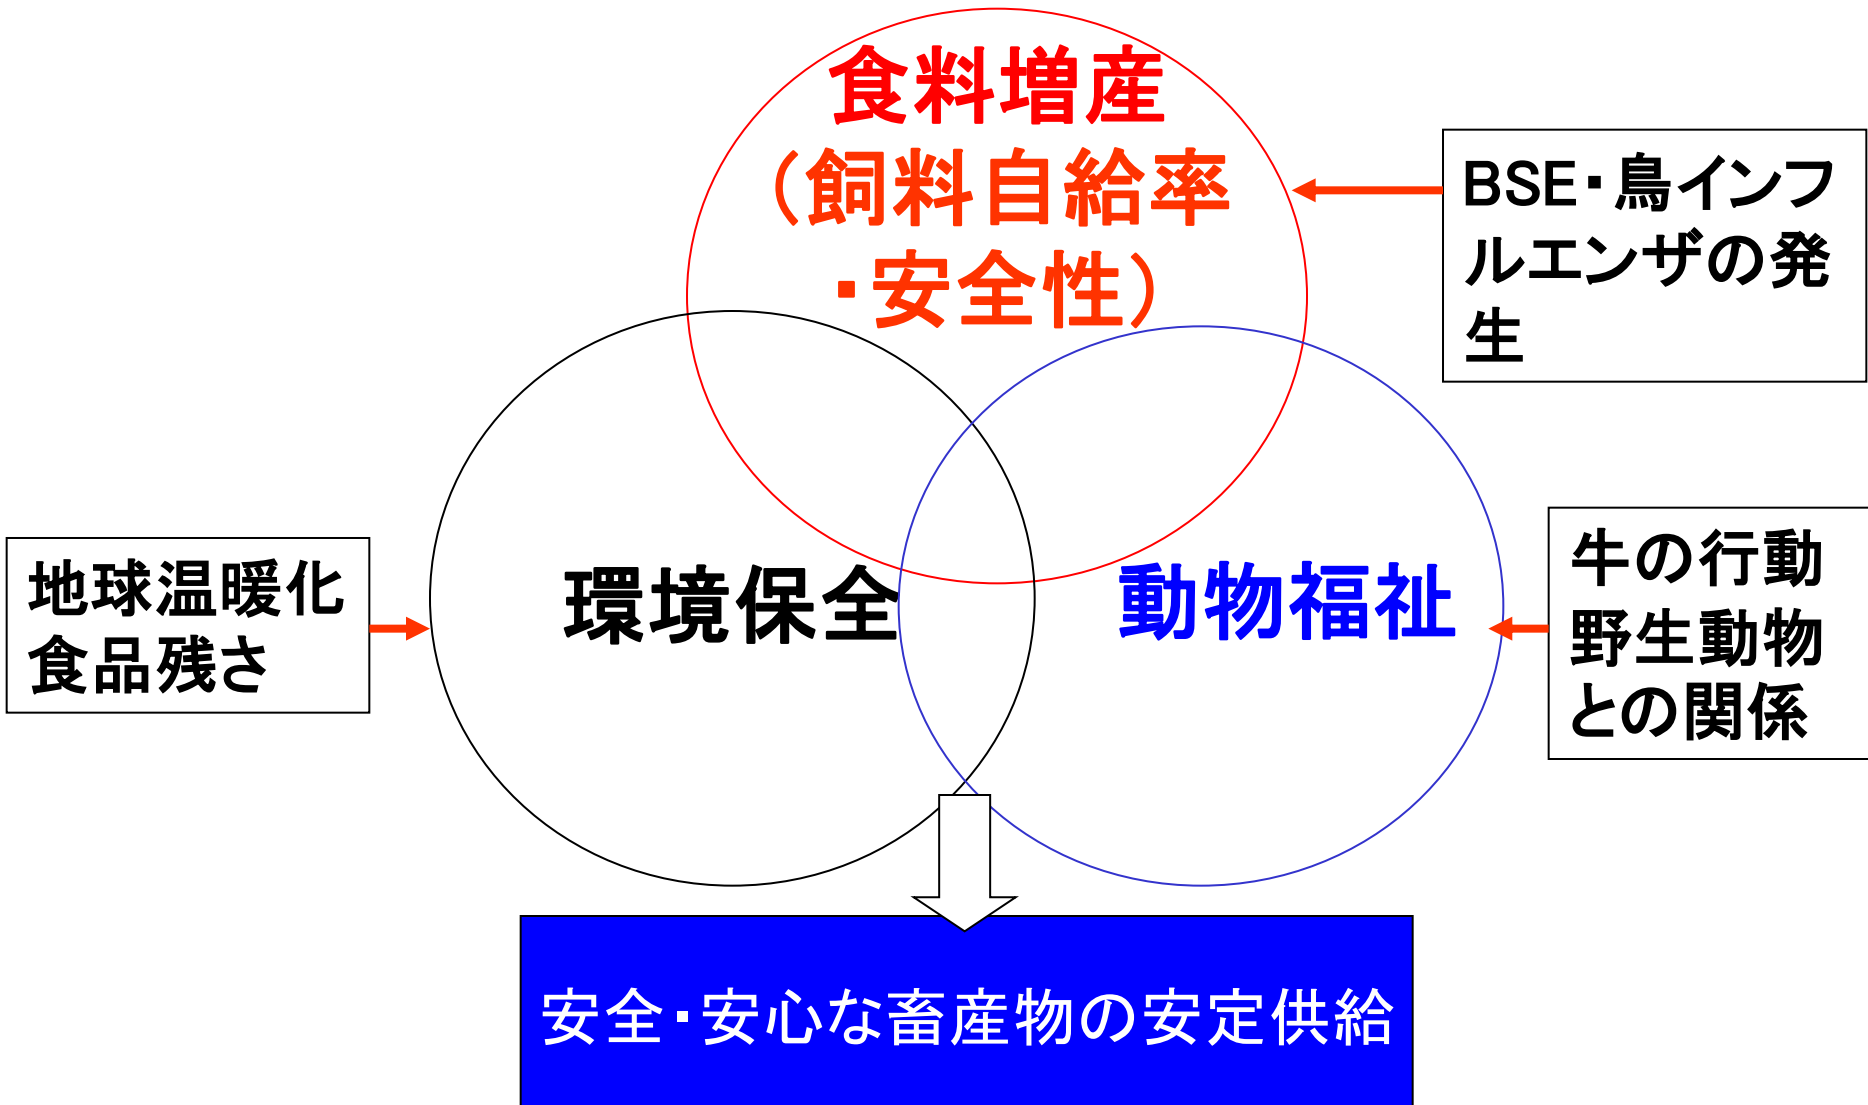 食料増産
（飼料自給率
・安全性）
BSE・鳥インフ
ルエンザの発
生
地球温暖化
食品残さ
環境保全
動物福祉
牛の行動
野生動物
との関係
安全・安心な畜産物の安定供給